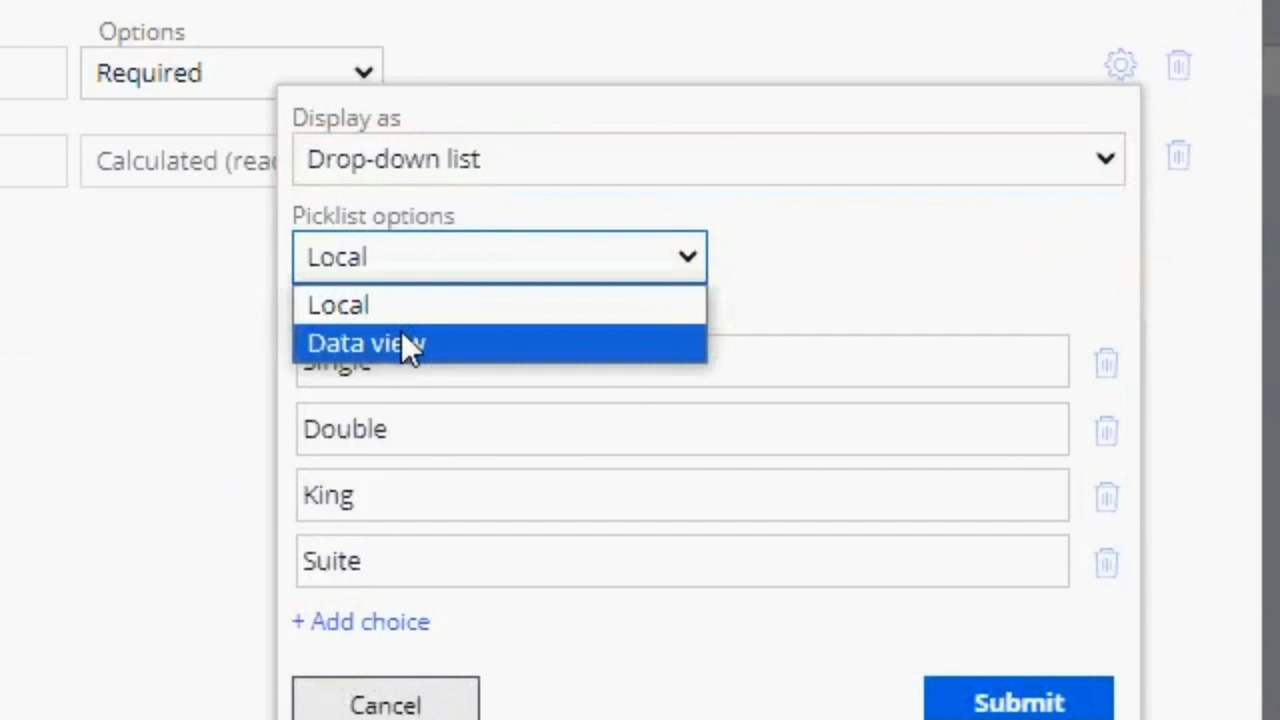 Options
Required
Display as
Drop-down list
Calculated (rea
Picklist options
Local
Local
Data view
Single
Double
King
Suite
+ Add choice
Cancel
Submit